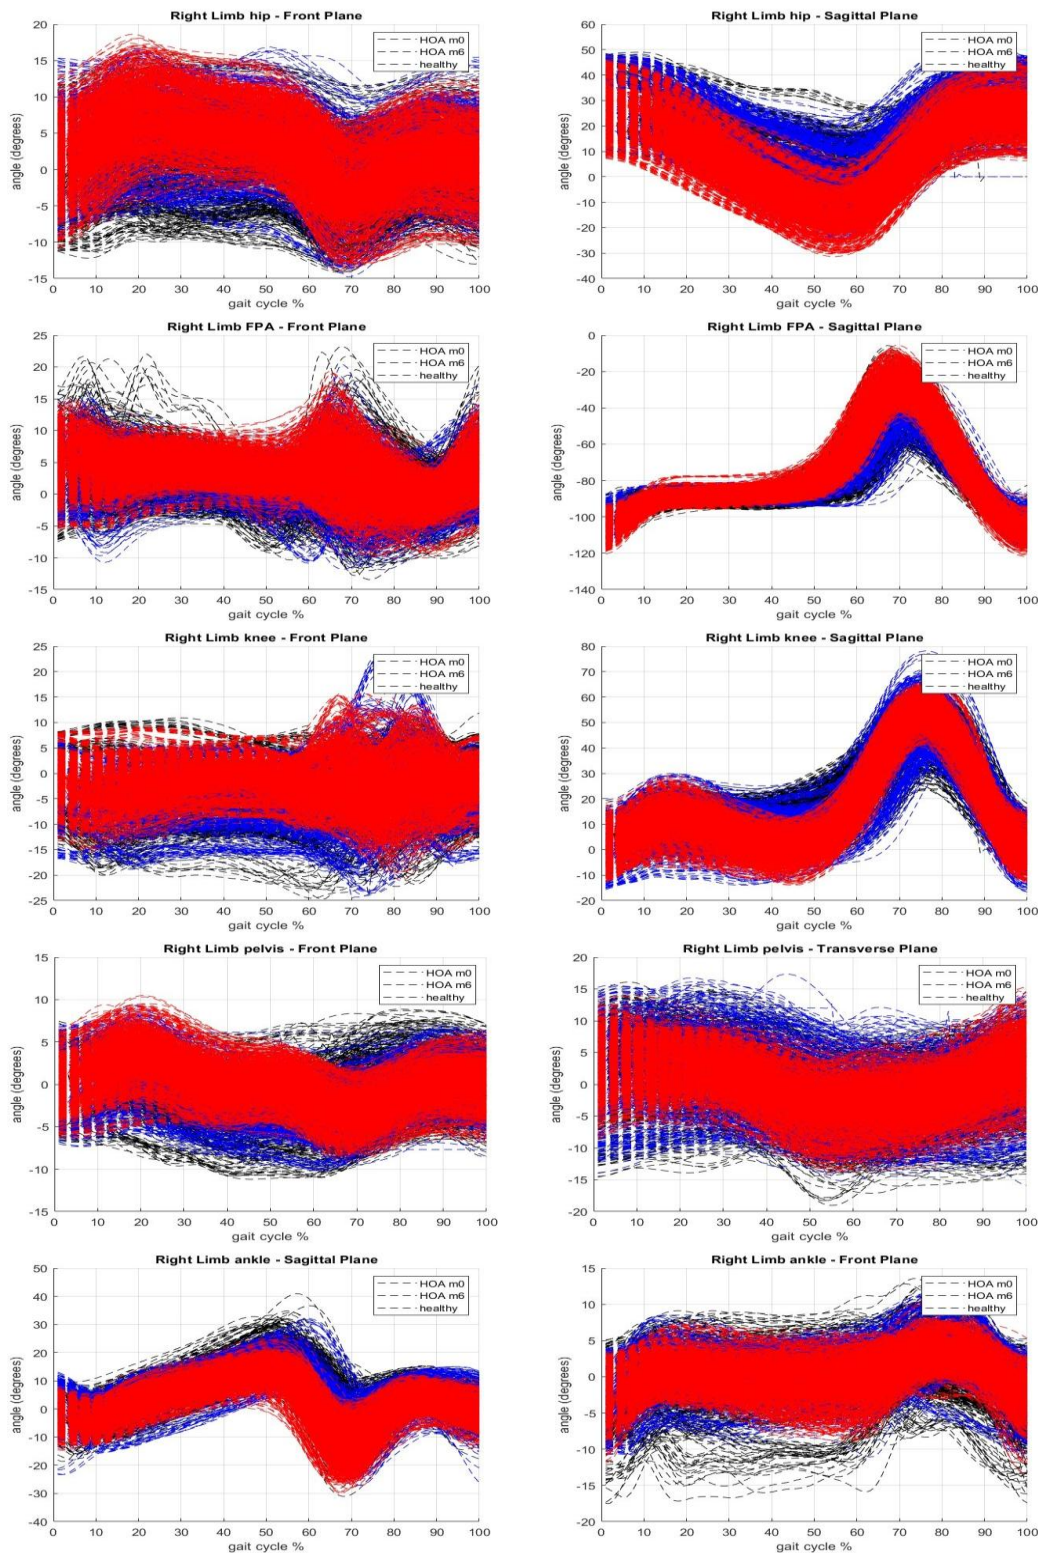 Right Limb hip - Front Plane
20
15
10
5
0
-5
-10
-15
angle (degrees)
0 10 20 30 40 50 60 70 80 90 100
gait cycle %
HOA m0
HOA m6
healthy
Right Limb hip - Sagittal Plane
60
50
40
30
20
10
0
-10
-20
-30
-40
angle (degrees)
0 10 20 30 40 50 60 70 80 90 100
gait cycle %
HOA m0
HOA m6
healthy
Right Limb FPA - Front Plane
25
20
15
10
5
0
-5
-10
-15
angle (degrees)
0 10 20 30 40 50 60 70 80 90 100
gait cycle %
HOA m0
HOA m6
healthy
Right Limb FPA - Sagittal Plane
0
-20
-40
-60
-80
-100
-120
-140
angle (degrees)
0 10 20 30 40 50 60 70 80 90 100
gait cycle %
HOA m0
HOA m6
healthy
Right Limb knee - Front Plane
25
20
15
10
5
0
-5
-10
-15
-20
-25
angle (degrees)
0 10 20 30 40 50 60 70 80 90 100
gait cycle %
HOA m0
HOA m6
healthy
Right Limb knee - Sagittal Plane
80
70
60
50
40
30
20
10
0
-10
-20
angle (degrees)
0 10 20 30 40 50 60 70 80 90 100
gait cycle %
HOA m0
HOA m6
healthy
Right Limb pelvis - Front Plane
15
10
5
0
-5
-10
-15
angle (degrees)
0 10 20 30 40 50 60 70 80 90 100
gait cycle %
HOA m0
HOA m6
healthy
Right Limb pelvis - Transverse Plane
20
15
10
5
0
-5
-10
-15
-20
angle (degrees)
0 10 20 30 40 50 60 70 80 90 100
gait cycle %
HOA m0
HOA m6
healthy
Right Limb ankle - Sagittal Plane
50
40
30
20
10
0
-10
-20
-30
-40
angle (degrees)
0 10 20 30 40 50 60 70 80 90 100
gait cycle %
HOA m0
HOA m6
healthy
Right Limb ankle - Front Plane
15
10
5
0
-5
-10
-15
-20
angle (degrees)
0 10 20 30 40 50 60 70 80 90 100
gait cycle %
HOA m0
HOA m6
healthy